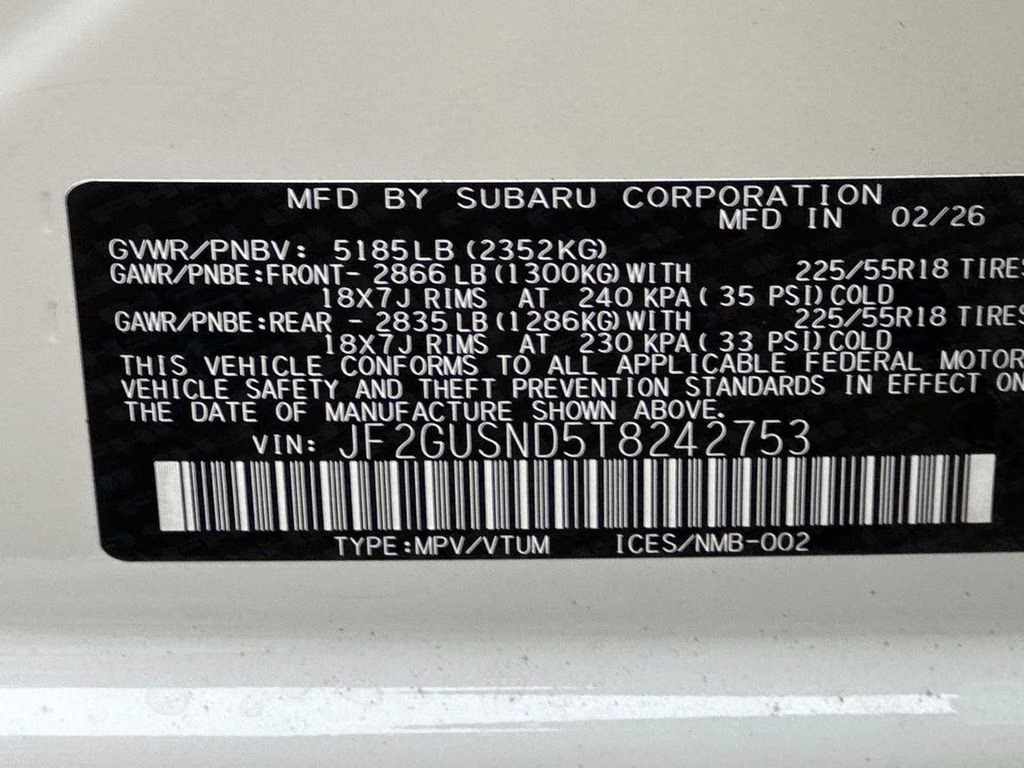 MFD BY SUBARU CORPORATION
MFD IN 02/26
GVWR/PNBV: 5185LB (2352KG)
GAWR/PNBE:FRONT- 2866 LB (1300KG) WITH 225/55R18 TIRES
18X7J RIMS AT 240 KPA ( 35 PSI) COLD
GAWR/PNBE:REAR - 2835 LB (1286KG) WITH 225/55R18 TIRES
18X7J RIMS AT 230 KPA ( 33 PSI) COLD
THIS VEHICLE CONFORMS TO ALL APPLICABLE FEDERAL MOTOR
VEHICLE SAFETY AND THEFT PREVENTION STANDARDS IN EFFECT ON
THE DATE OF MANUFACTURE SHOWN ABOVE.
VIN: JF2GUSND5T8242753
TYPE:MPV/VTUM ICES/NMB-002